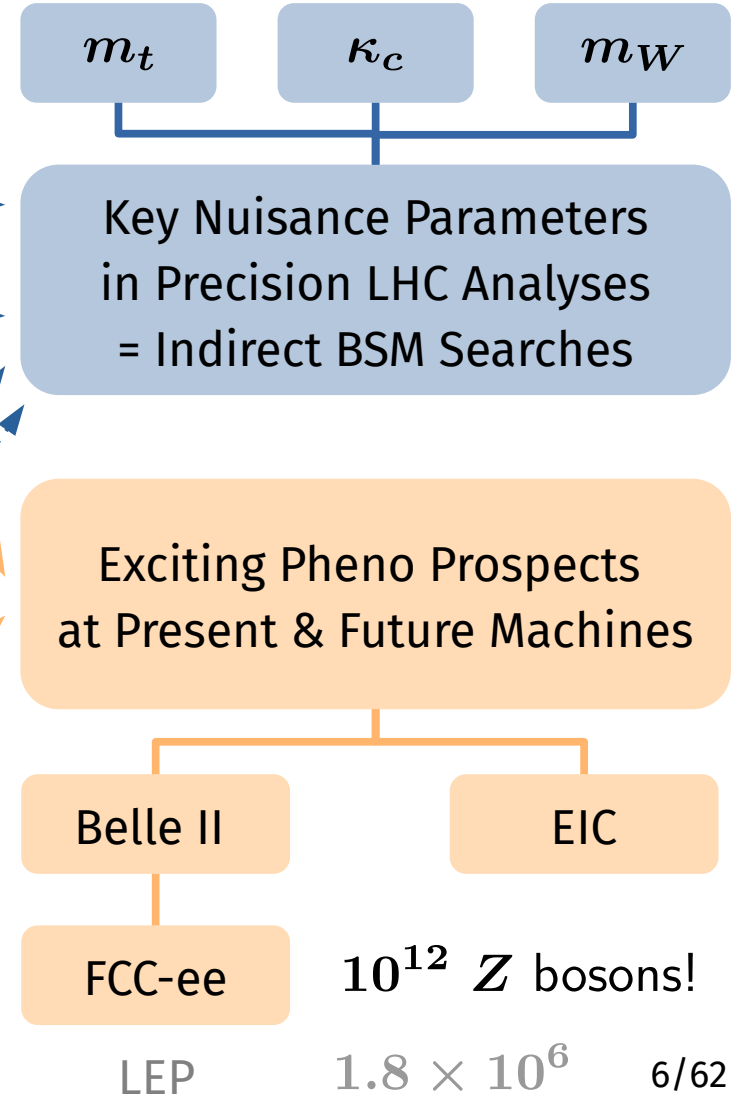 m_t κ_c m_W
Key Nuisance Parameters
in Precision LHC Analyses
= Indirect BSM Searches
Exciting Pheno Prospects
at Present & Future Machines
Belle II EIC
FCC-ee 10^{12} Z bosons!
LEP 1.8 × 10^6 6/62